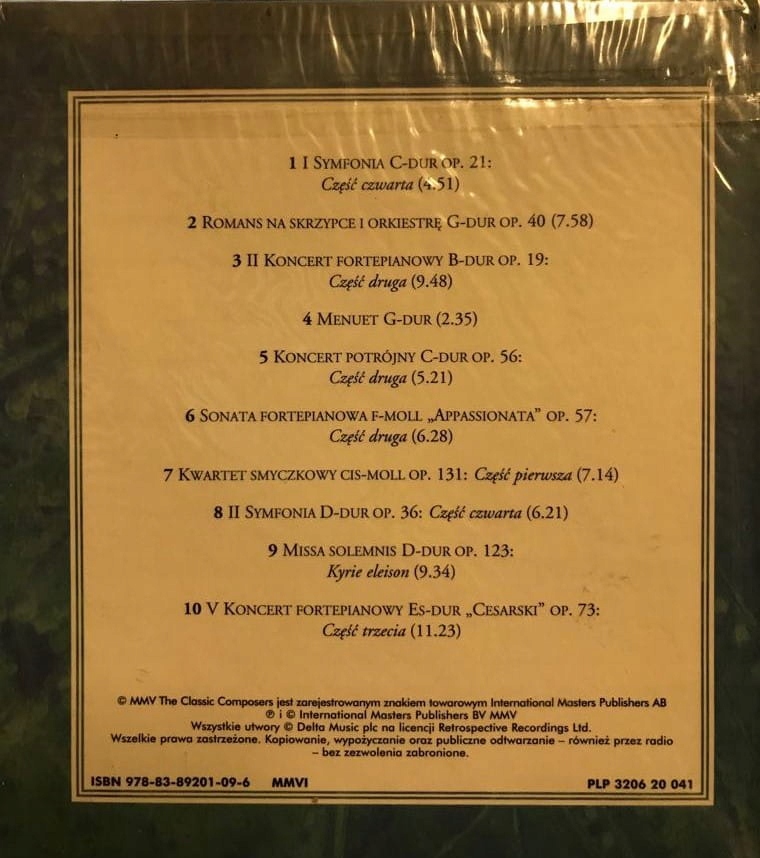 1 I SYMFONIA C-DUR OP. 21:
Część czwarta (4.51)
2 ROMANS NA SKRZYPCE I ORKIESTRĘ G-DUR OP. 40 (7.58)
3 II KONCERT FORTEPIANOWY B-DUR OP. 19:
Część druga (9.48)
4 MENUET G-DUR (2.35)
5 KONCERT POTRÓJNY C-DUR OP. 56:
Część druga (5.21)
6 SONATA FORTEPIANOWA F-MOLL „APPASSIONATA” OP. 57:
Część druga (6.28)
7 KWARTET SMYCZKOWY CIS-MOLL OP. 131: Część pierwsza (7.14)
8 II SYMFONIA D-DUR OP. 36: Część czwarta (6.21)
9 MISSA SOLEMNIS D-DUR OP. 123:
Kyrie eleison (9.34)
10 V KONCERT FORTEPIANOWY ES-DUR „CESARSKI” OP. 73:
Część trzecia (11.23)
© MMV The Classic Composers jest zarejestrowanym znakiem towarowym International Masters Publishers AB
℗ i © International Masters Publishers BV MMV
Wszystkie utwory © Delta Music plc na licencji Retrospective Recordings Ltd.
Wszelkie prawa zastrzeżone. Kopiowanie, wypożyczanie oraz publiczne odtwarzanie – również przez radio
– bez zezwolenia zabronione.
ISBN 978-83-89201-09-6 MMVI PLP 3206 20 041